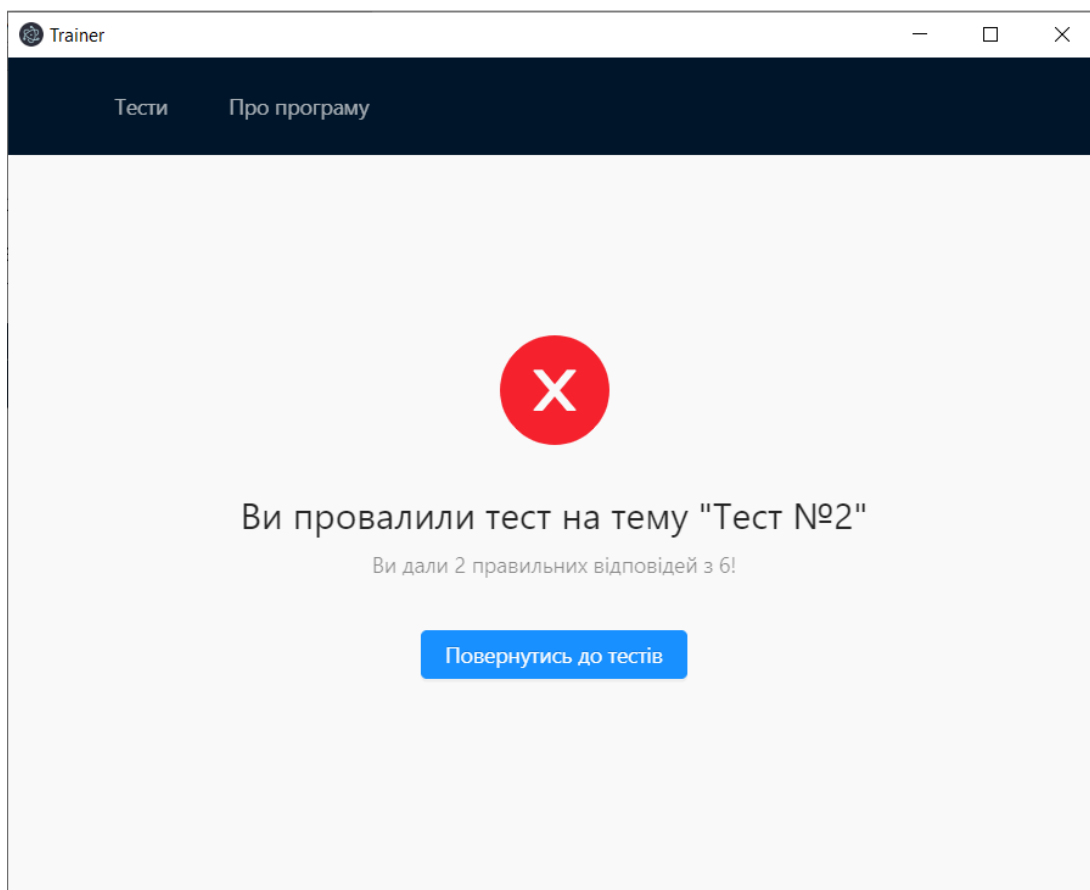 Trainer
Тести Про програму
Ви провалили тест на тему "Тест №2"
Ви дали 2 правильних відповідей з 6!
Повернутись до тестів